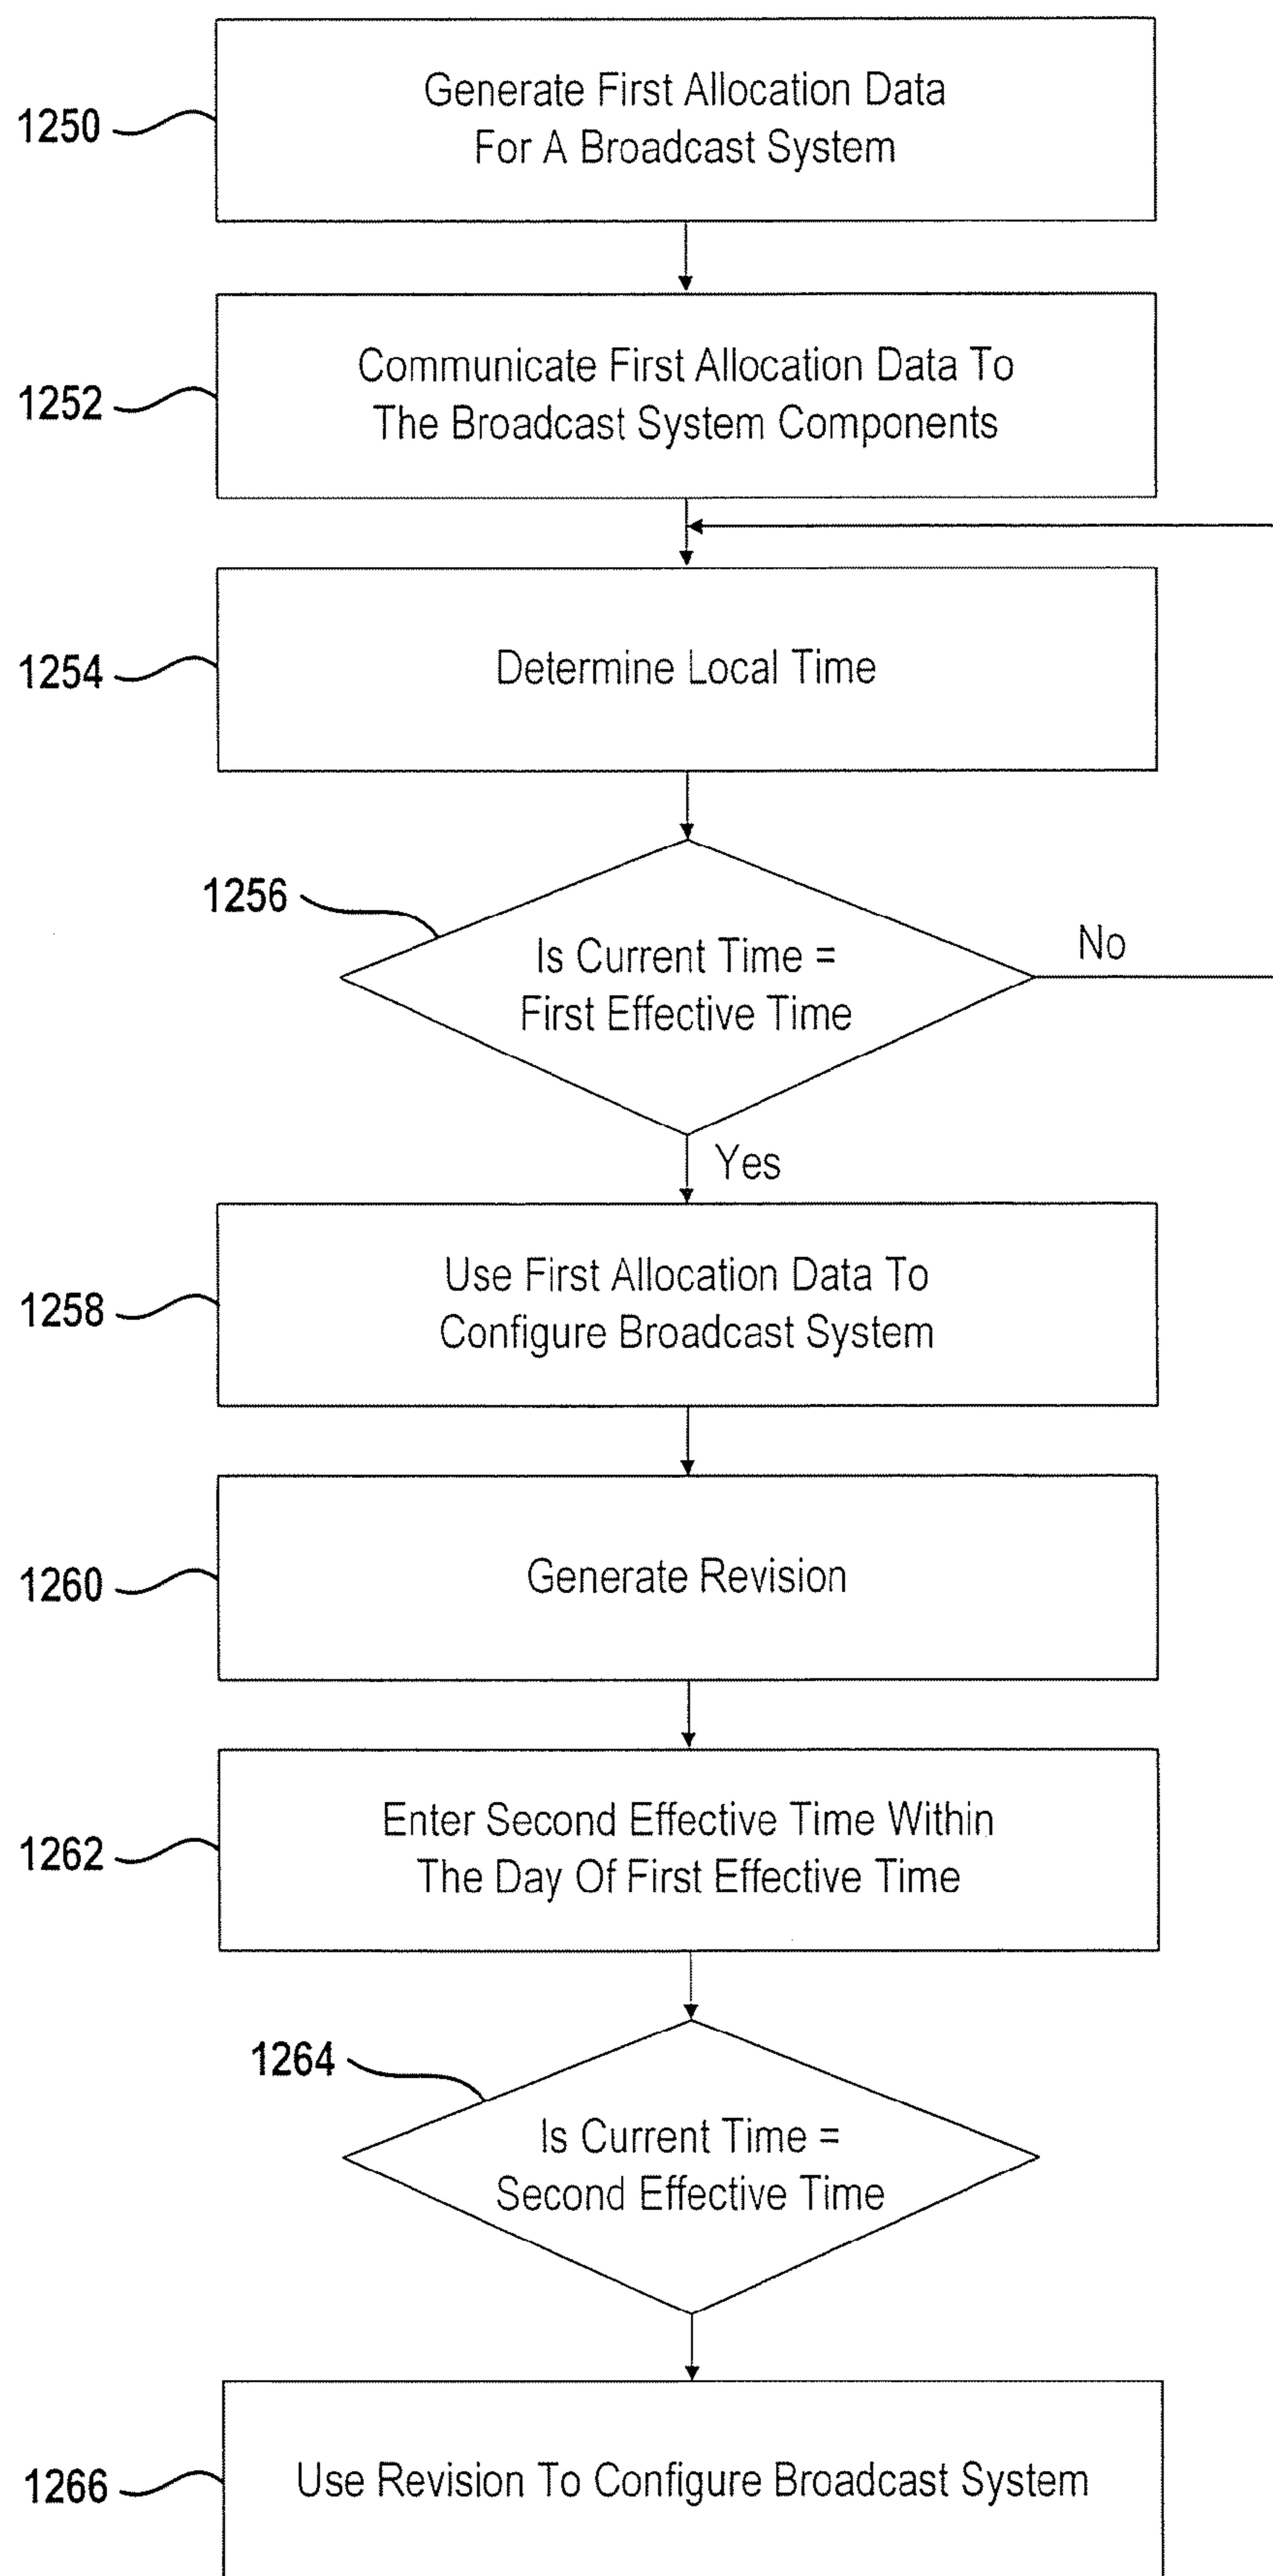 1250
Generate First Allocation Data
For A Broadcast System
1252
Communicate First Allocation Data To
The Broadcast System Components
1254
Determine Local Time
1256
Is Current Time =
First Effective Time
No
Yes
1258
Use First Allocation Data To
Configure Broadcast System
1260
Generate Revision
1262
Enter Second Effective Time Within
The Day Of First Effective Time
1264
Is Current Time =
Second Effective Time
1266
Use Revision To Configure Broadcast System